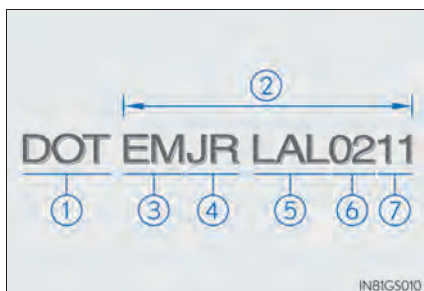 ②
DOT EMJR LAL0211
① ③ ④ ⑤ ⑥ ⑦
IN81GS010